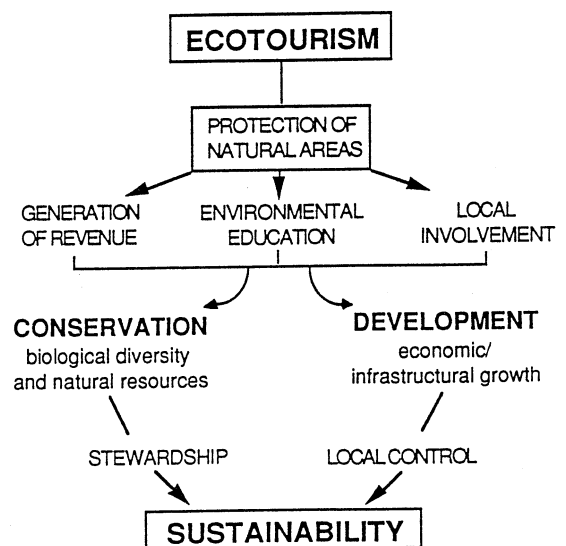 ECOTOURISM
PROTECTION OF
NATURAL AREAS
GENERATION
OF REVENUE
ENVIRONMENTAL
EDUCATION
LOCAL
INVOLVEMENT
CONSERVATION
biological diversity
and natural resources
DEVELOPMENT
economic/
infrastructural growth
STEWARDSHIP
LOCAL CONTROL
SUSTAINABILITY